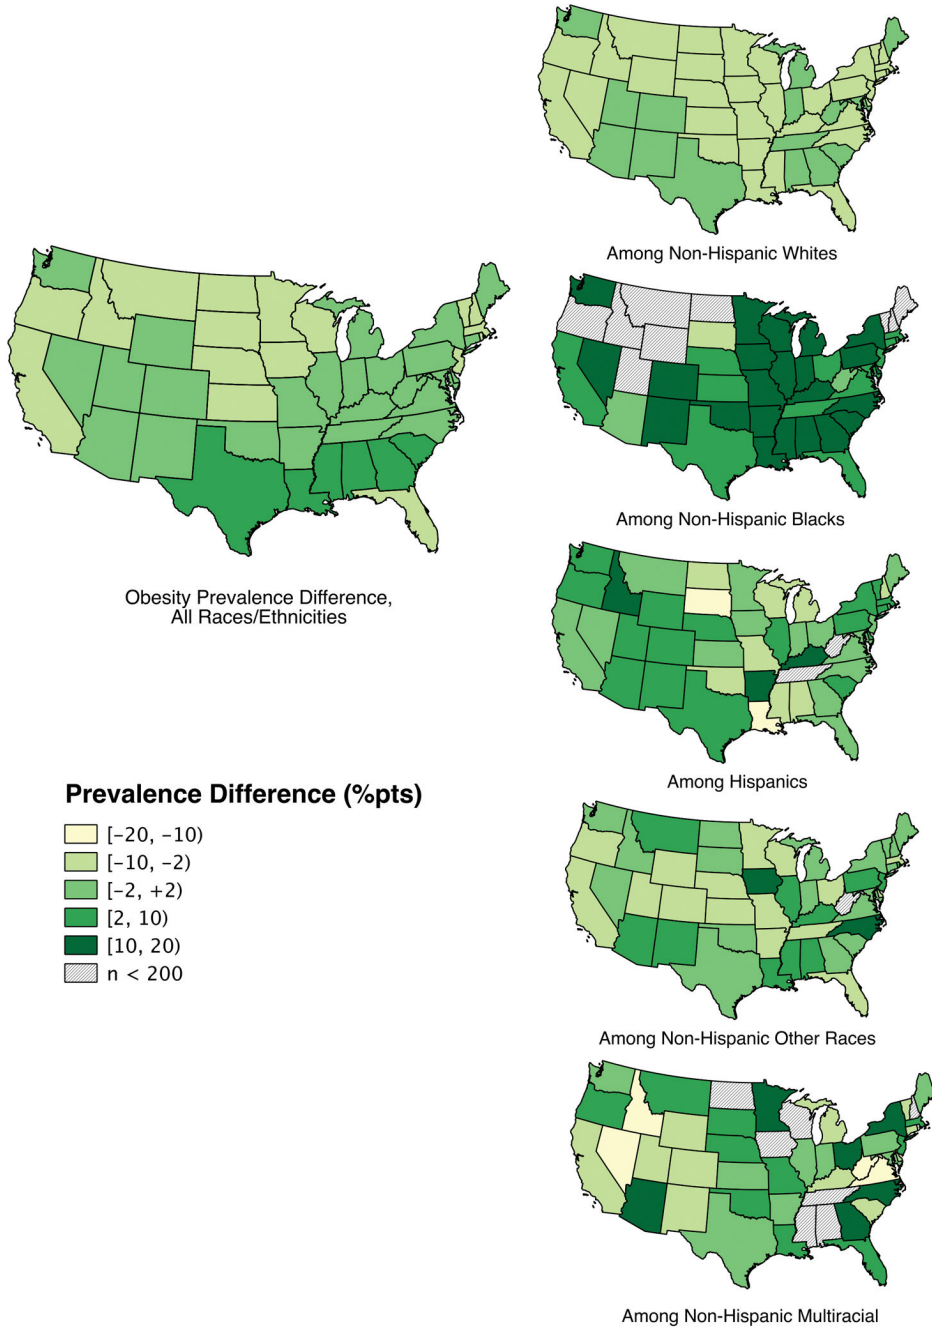 Among Non-Hispanic Whites
Among Non-Hispanic Blacks
Obesity Prevalence Difference,
All Races/Ethnicities
Among Hispanics
Prevalence Difference (%pts)
[−20, −10)
[−10, −2)
[−2, +2)
[2, 10)
[10, 20)
n < 200
Among Non-Hispanic Other Races
Among Non-Hispanic Multiracial